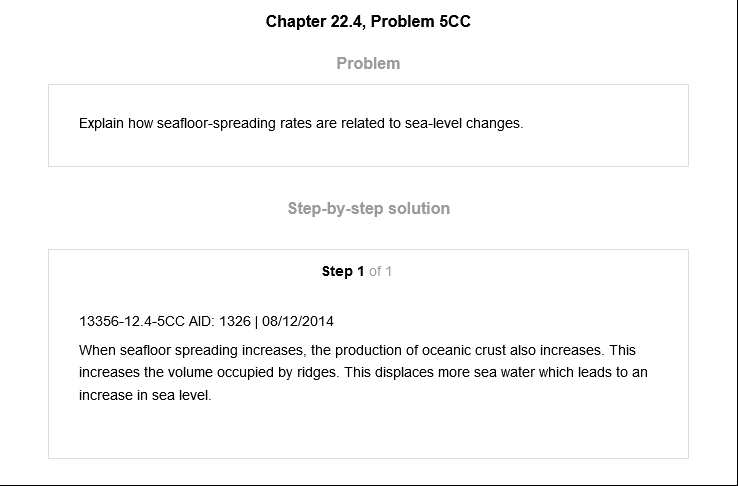 Chapter 22.4, Problem 5CC
Problem
Explain how seafloor-spreading rates are related to sea-level changes.
Step-by-step solution
Step 1 of 1
13356-12.4-5CC AID: 1326 | 08/12/2014
When seafloor spreading increases, the production of oceanic crust also increases. This
increases the volume occupied by ridges. This displaces more sea water which leads to an
increase in sea level.